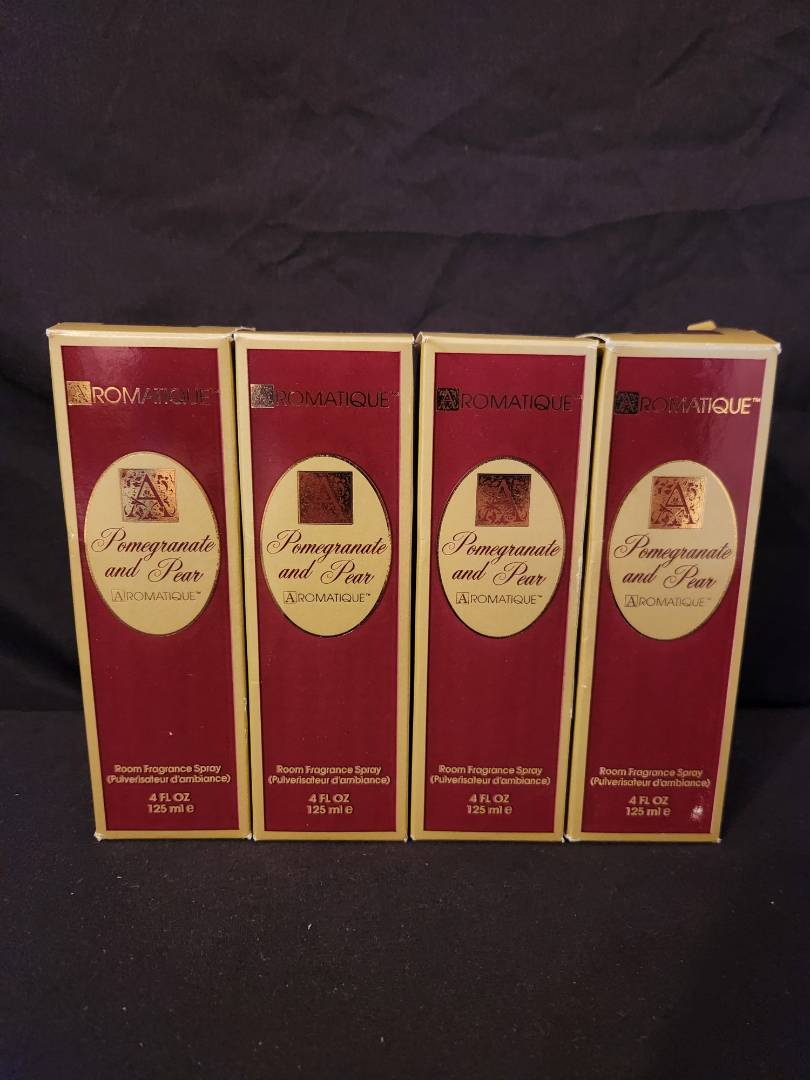 AROMATIQUE™
A
Pomegranate
and Pear
AROMATIQUE™
Room Fragrance Spray
(Pulverisateur d'ambiance)
4 FL OZ
125 ml e
AROMATIQUE™
A
Pomegranate
and Pear
AROMATIQUE™
Room Fragrance Spray
(Pulverisateur d'ambiance)
4 FL OZ
125 ml e
AROMATIQUE™
A
Pomegranate
and Pear
AROMATIQUE™
Room Fragrance Spray
(Pulverisateur d'ambiance)
4 FL OZ
125 ml e
AROMATIQUE™
A
Pomegranate
and Pear
AROMATIQUE™
Room Fragrance Spray
(Pulverisateur d'ambiance)
4 FL OZ
125 ml e